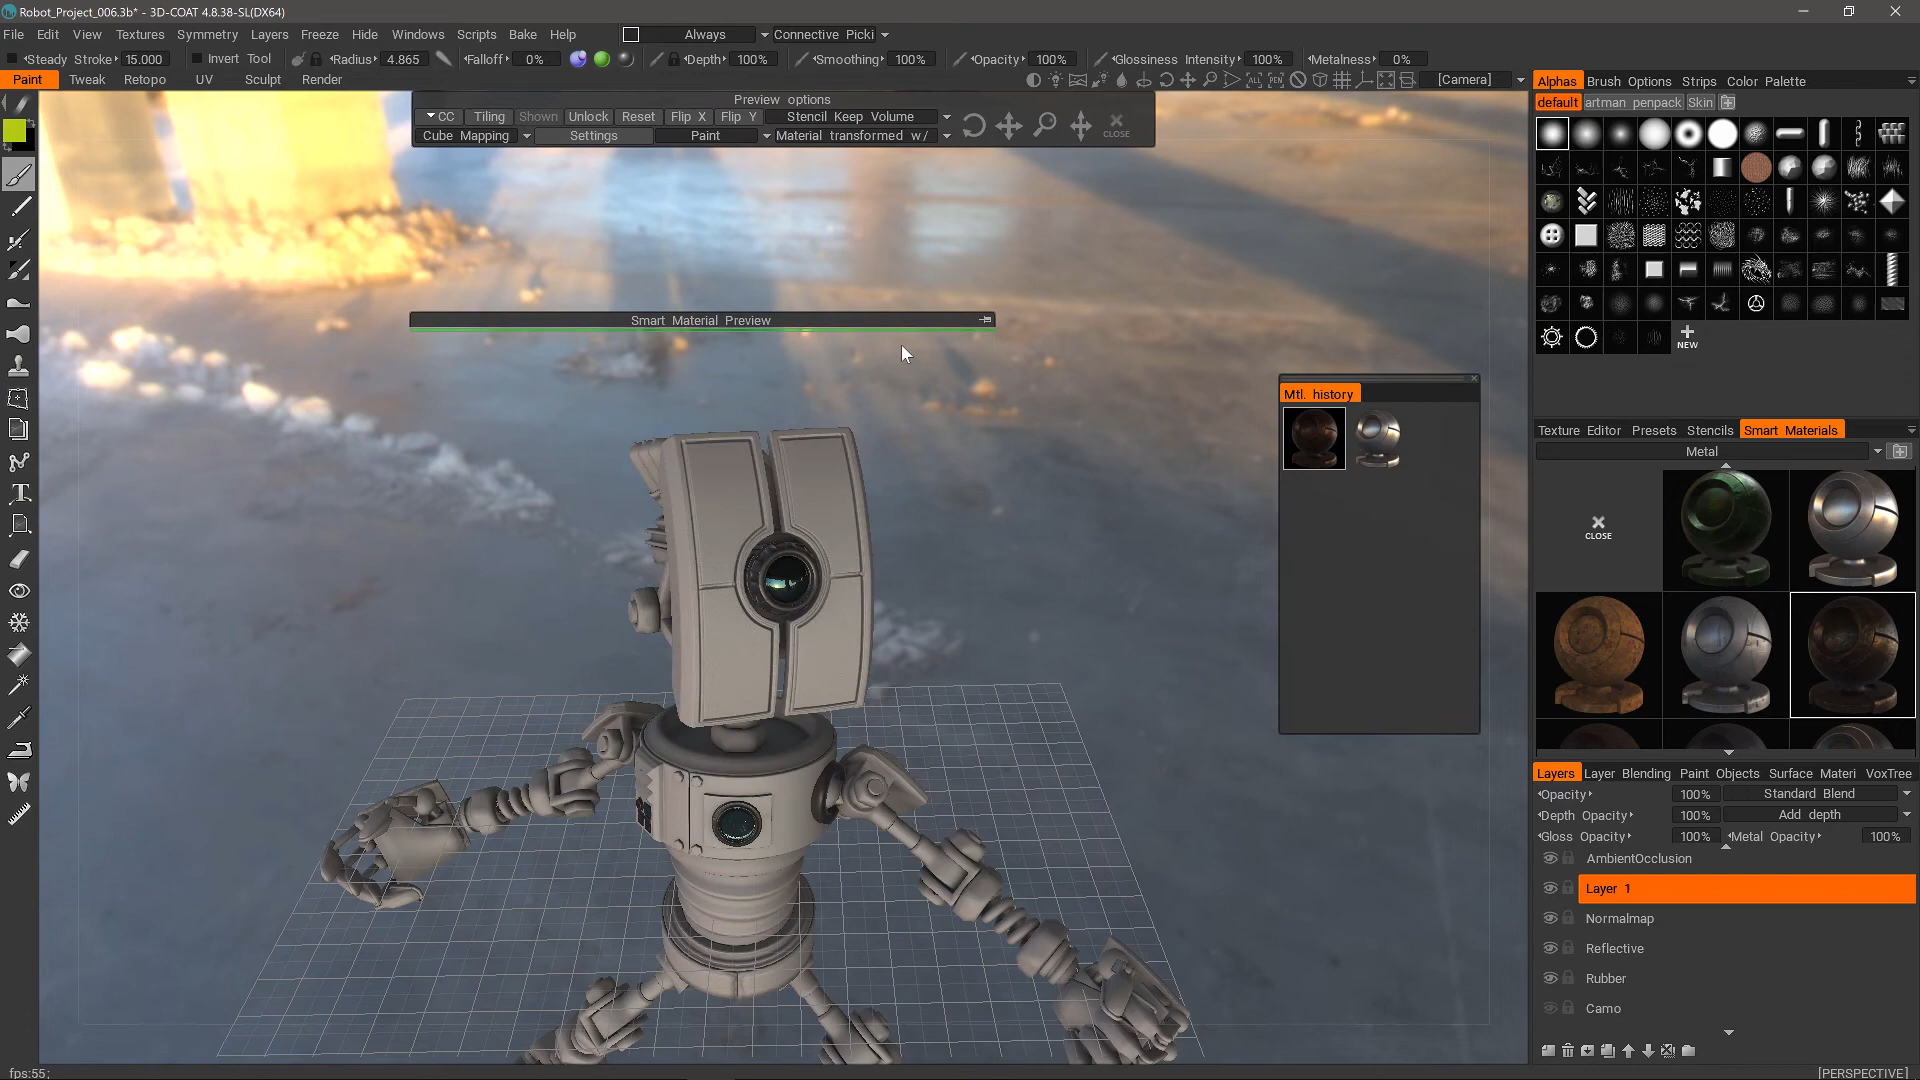 Robot_Project_006.3b* - 3D-COAT 4.8.38-SL(DX64)
File Edit View Textures Symmetry Layers Freeze Hide Windows Scripts Bake Help Always Connective Picki
Steady Stroke 15.000 Invert Tool Radius 4.865 Falloff 0% Depth 100% Smoothing 100% Opacity 100% Glossiness Intensity 100% Metalness 0%
Paint Tweak Retopo UV Sculpt Render [Camera]
Alphas Brush Options Strips Color Palette
default artman penpack Skin
NEW
Preview options
CC Tiling Shown Unlock Reset Flip X Flip Y Stencil Keep Volume
Cube Mapping Settings Paint Material transformed w/
CLOSE
Smart Material Preview
Mtl. history
Texture Editor Presets Stencils Smart Materials
Metal
CLOSE
Layers Layer Blending Paint Objects Surface Materi VoxTree
Opacity 100% Standard Blend
Depth Opacity 100% Add depth
Gloss Opacity 100% Metal Opacity 100%
AmbientOcclusion
Layer 1
Normalmap
Reflective
Rubber
Camo
fps:55;
[PERSPECTIVE]